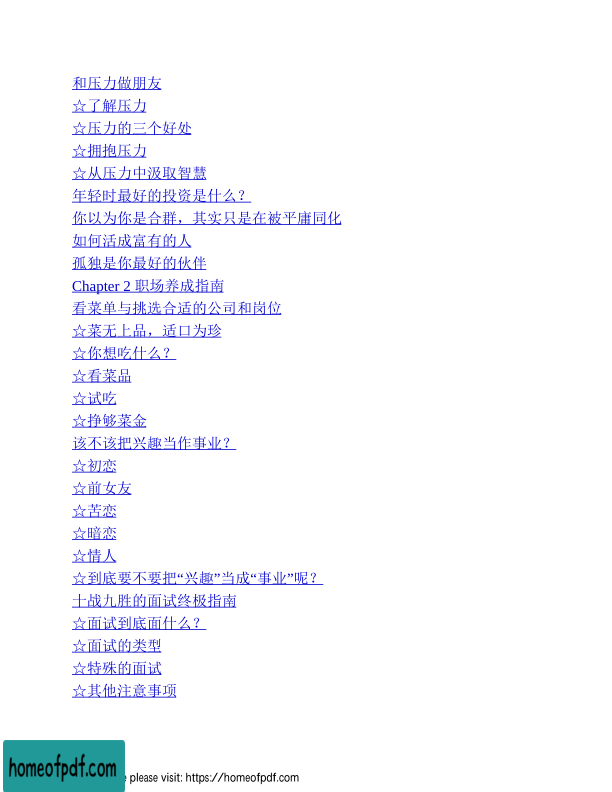 和压力做朋友
☆了解压力
☆压力的三个好处
☆拥抱压力
☆从压力中汲取智慧
年轻时最好的投资是什么？
你以为你是合群，其实只是在被平庸同化
如何活成富有的人
孤独是你最好的伙伴
Chapter 2 职场养成指南
看菜单与挑选合适的公司和岗位
☆菜无上品，适口为珍
☆你想吃什么？
☆看菜品
☆试吃
☆挣够菜金
该不该把兴趣当作事业？
☆初恋
☆前女友
☆苦恋
☆暗恋
☆情人
☆到底要不要把“兴趣”当成“事业”呢？
十战九胜的面试终极指南
☆面试到底面什么？
☆面试的类型
☆特殊的面试
☆其他注意事项
homeofpdf.com
please visit: https://homeofpdf.com